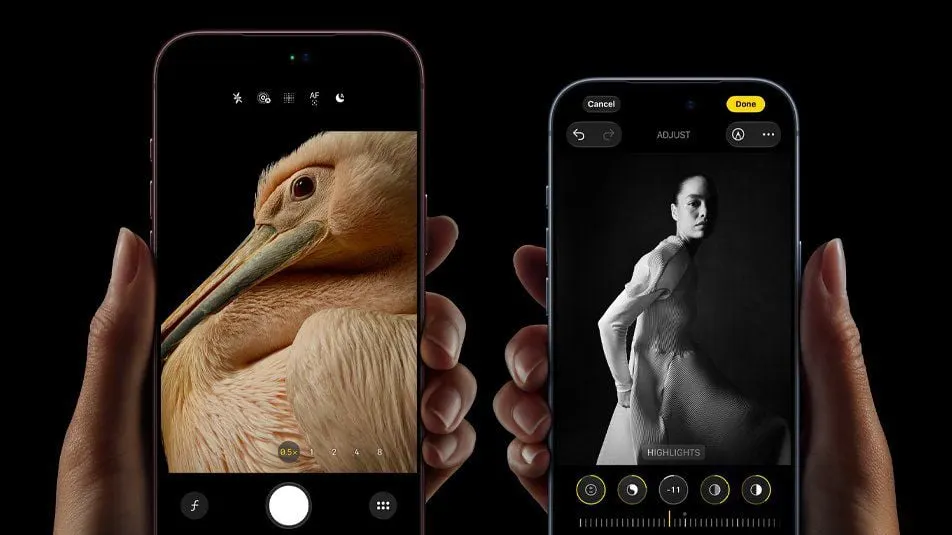 AF
0.5× 1 2 4 8
f
Cancel
Done
ADJUST
HIGHLIGHTS
-11